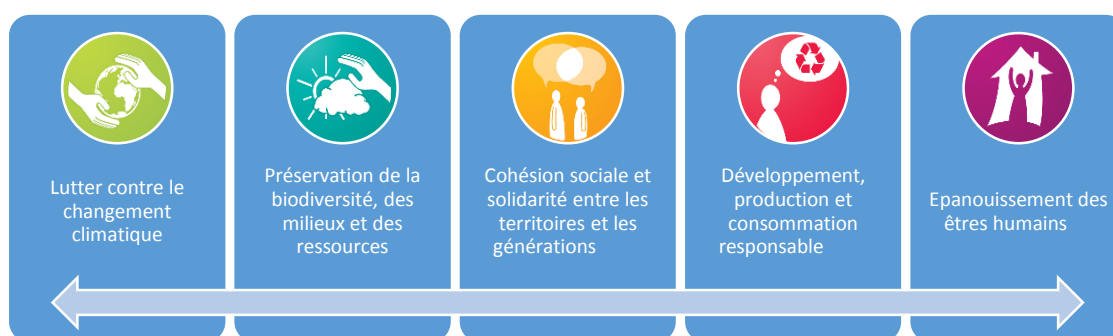 Lutter contre le
changement
climatique
Préservation de la
biodiversité, des
milieux et des
ressources
Cohésion sociale et
solidarité entre les
territoires et les
générations
Développement,
production et
consommation
responsable
Epanouissement des
êtres humains